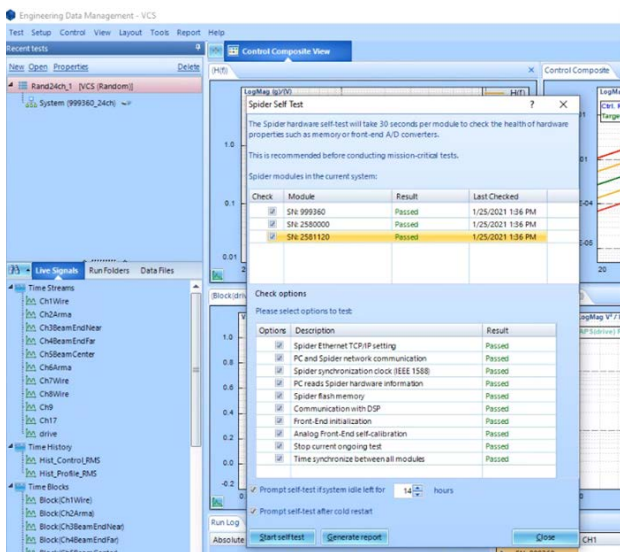 Engineering Data Management - VCS
Test Setup Control View Layout Tools Report Help
Recent tests
Control Composite View
New Open Properties Delete
Rand24ch_1 [VCS (Random)]
System (999360_24ch)
(H(f))
Control Composite
LogMag (g)/(V)
H(f)
1.0
0.1
0.01
Spider Self Test
? X
The Spider hardware self-test will take 30 seconds per module to check the health of hardware
properties such as memory or front-end A/D converters.
This is recommended before conducting mission-critical tests.
Spider modules in the current system:
Check Module Result Last Checked
SN: 999360 Passed 1/25/2021 1:36 PM
SN: 2580000 Passed 1/25/2021 1:36 PM
SN: 2581120 Passed 1/25/2021 1:36 PM
Check options
Please select options to test:
Options Description Result
Spider Ethernet TCP/IP setting Passed
PC and Spider network communication Passed
Spider synchronization clock (IEEE 1588) Passed
PC reads Spider hardware information Passed
Spider flash memory Passed
Communication with DSP Passed
Front-End initialization Passed
Analog Front-End self-calibration Passed
Stop current ongoing test Passed
Time synchronize between all modules Passed
Prompt self-test if system idle left for 14 hours
Prompt self-test after cold restart
Start self test Generate report Close
Live Signals Run Folders Data Files
Time Streams
Ch1Wire
Ch2Arma
Ch3BeamEndNear
Ch4BeamEndFar
Ch5BeamCenter
Ch6Arma
Ch7Wire
Ch8Wire
Ch9
Ch17
drive
Time History
Hist_Control_RMS
Hist_Profile_RMS
Time Blocks
Block(Ch1Wire)
Block(Ch2Arma)
Block(Ch3BeamEndNear)
Block(Ch4BeamEndFar)
1.0
0.8
0.6
0.4
0.2
0.0
-0.2
Run Log
Absolute
20
CH1